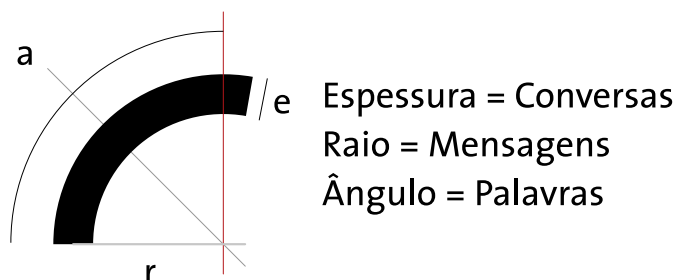 a
e
Espessura = Conversas
Raio = Mensagens
Ângulo = Palavras
r